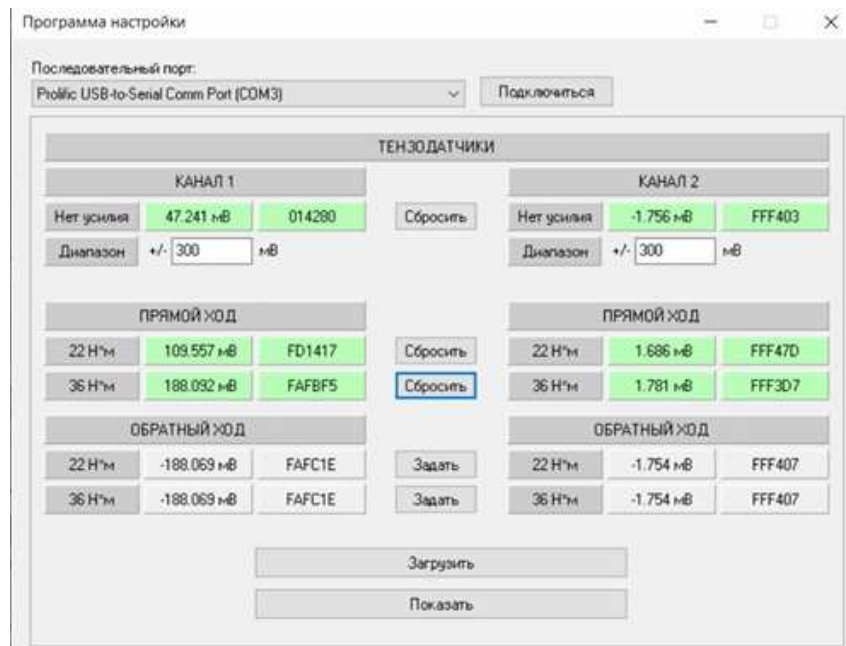 Программа настройки
Последовательный порт:
Prolific USB-to-Serial Comm Port (COM3) Подключиться
ТЕНЗОДАТЧИКИ
КАНАЛ 1 КАНАЛ 2
Нет усилия 47.241 мВ 014280 Сбросить Нет усилия -1.756 мВ FFF403
Диапазон +/- 300 мВ Диапазон +/- 300 мВ
ПРЯМОЙ ХОД ПРЯМОЙ ХОД
22 Н*м 109.557 мВ FD1417 Сбросить 22 Н*м 1.686 мВ FFF47D
36 Н*м 188.092 мВ FAFBF5 Сбросить 36 Н*м 1.781 мВ FFF3D7
ОБРАТНЫЙ ХОД ОБРАТНЫЙ ХОД
22 Н*м -188.069 мВ FAFC1E Задать 22 Н*м -1.754 мВ FFF407
36 Н*м -188.069 мВ FAFC1E Задать 36 Н*м -1.754 мВ FFF407
Загрузить
Показать